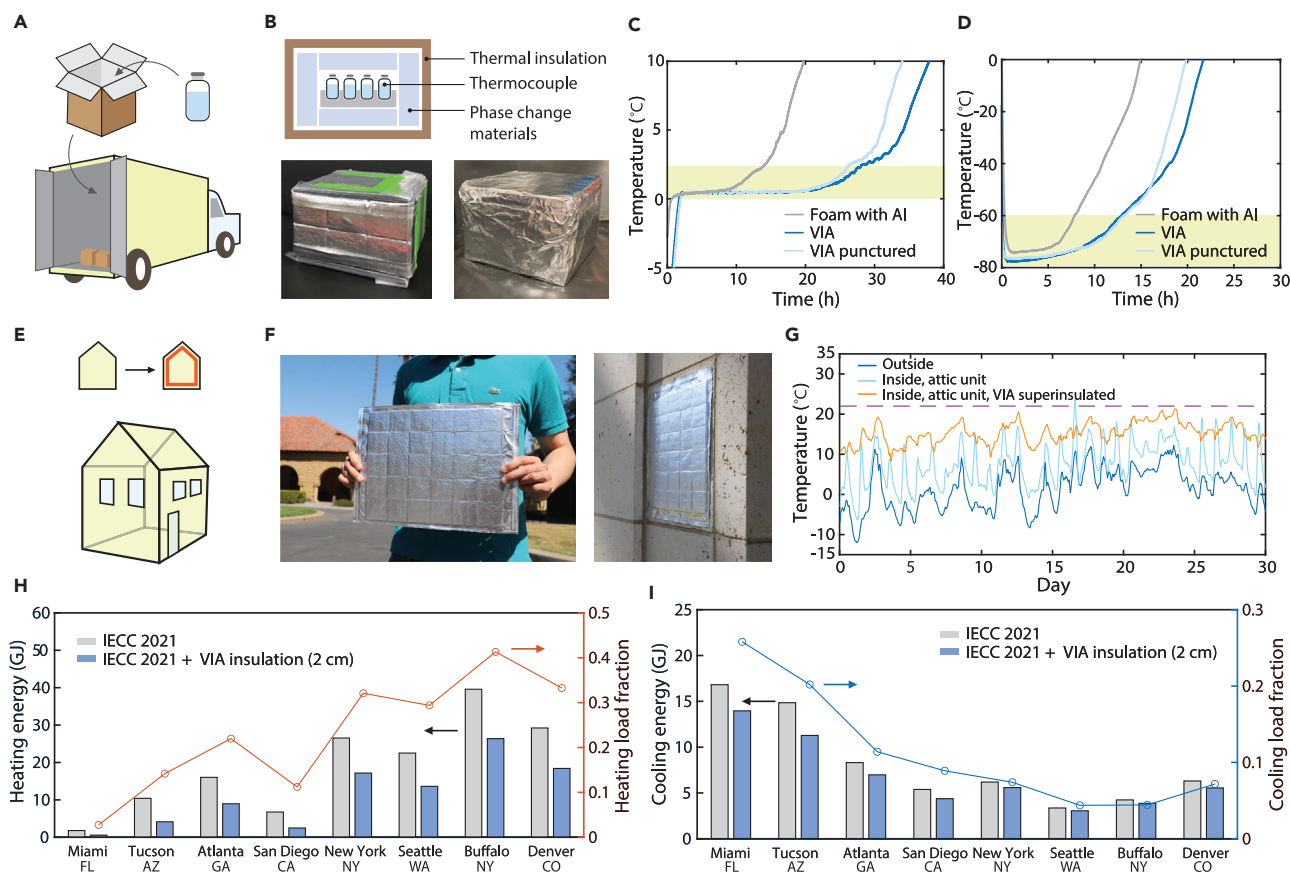 A
B
Thermal insulation
Thermocouple
Phase change
materials
C
Temperature (°C)
10
5
0
-5
0
10
20
30
40
Time (h)
Foam with Al
VIA
VIA punctured
D
Temperature (°C)
0
-20
-40
-60
-80
0
5
10
15
20
25
30
Time (h)
Foam with Al
VIA
VIA punctured
E
F
G
Temperature (°C)
35
30
20
10
0
-10
-15
0
5
10
15
20
25
30
Day
Outside
Inside, attic unit
Inside, attic unit, VIA superinsulated
H
Heating energy (GJ)
60
50
40
30
20
10
0
IECC 2021
IECC 2021 + VIA insulation (2 cm)
0.5
0.4
0.3
0.2
0.1
0
Heating load fraction
Miami
FL
Tucson
AZ
Atlanta
GA
San Diego
CA
New York
NY
Seattle
WA
Buffalo
NY
Denver
CO
I
Cooling energy (GJ)
25
20
15
10
5
0
IECC 2021
IECC 2021 + VIA insulation (2 cm)
0.3
0.2
0.1
0
Cooling load fraction
Miami
FL
Tucson
AZ
Atlanta
GA
San Diego
CA
New York
NY
Seattle
WA
Buffalo
NY
Denver
CO